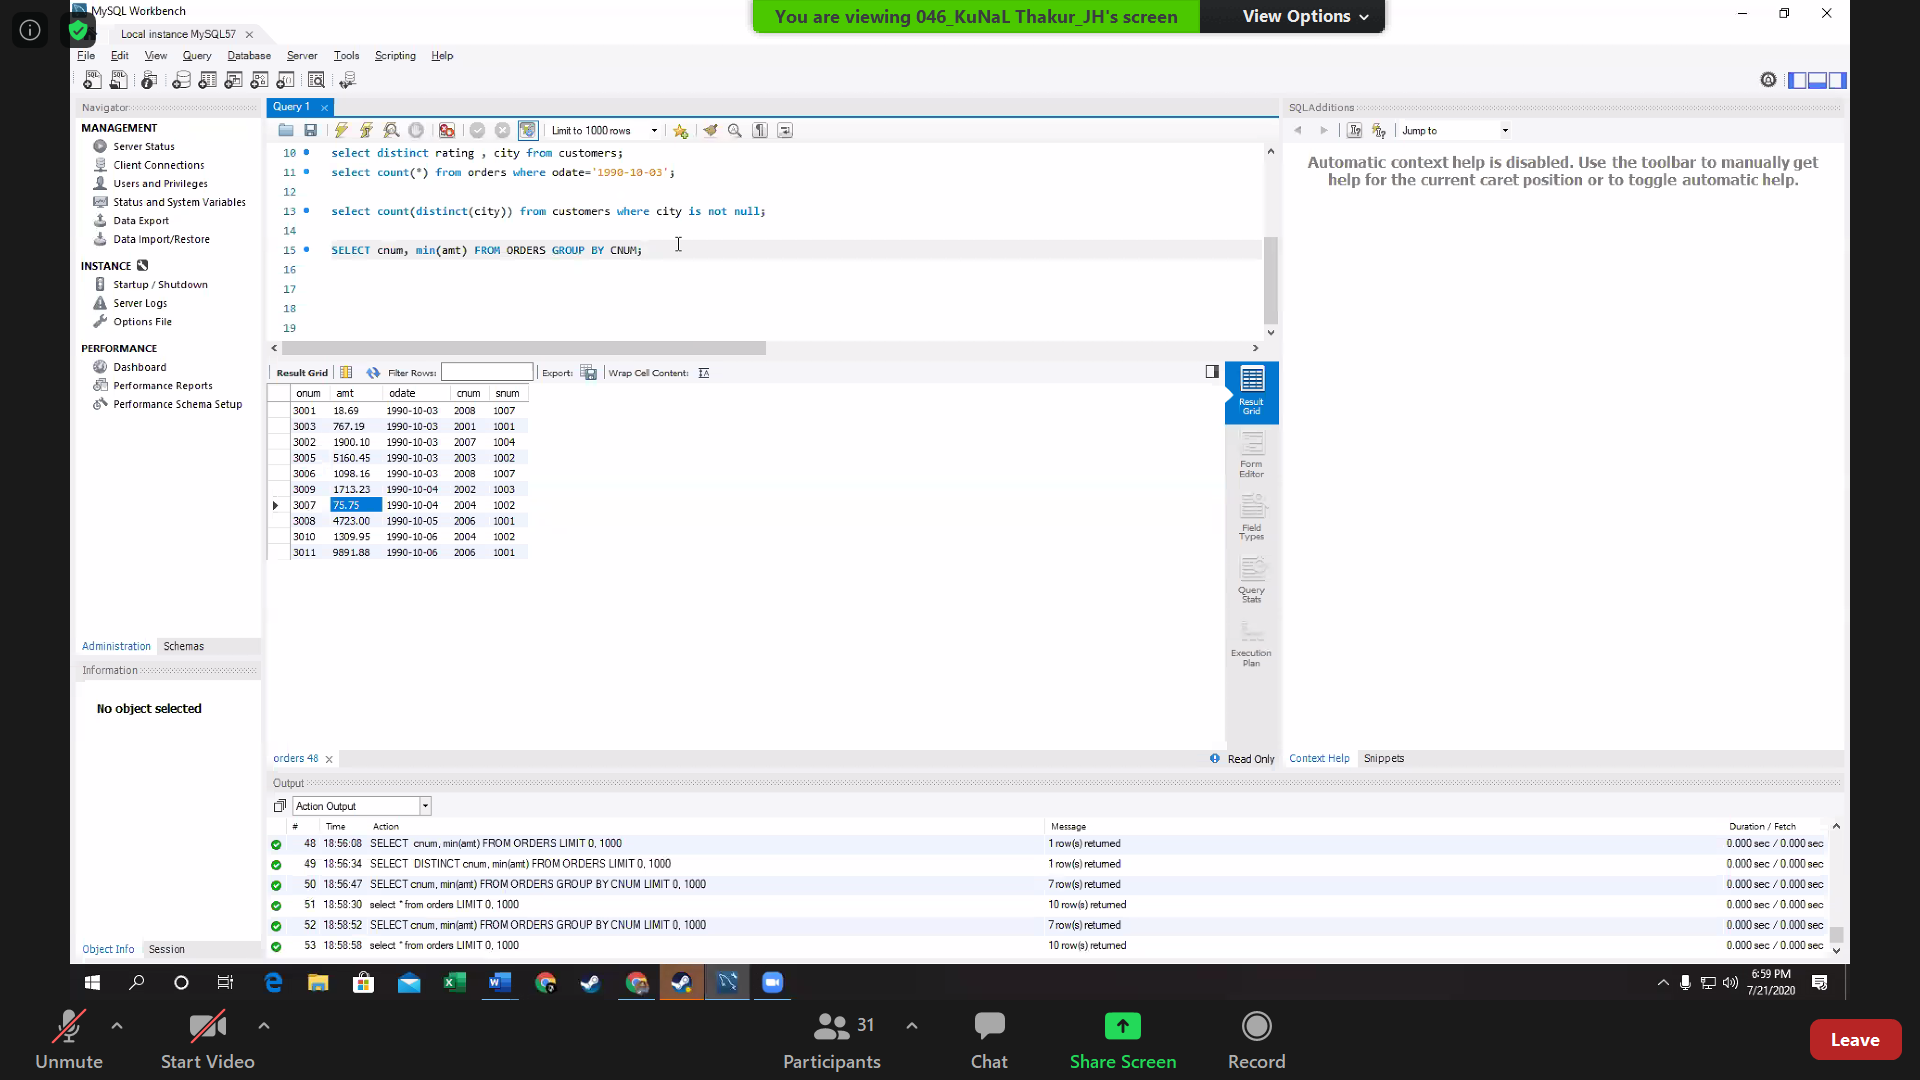 MySQL Workbench
You are viewing 046_KuNaL Thakur_JH's screen
View Options
Local instance MySQL57
File Edit View Query Database Server Tools Scripting Help
Navigator
Query 1
SQLAdditions
MANAGEMENT
Server Status
Client Connections
Users and Privileges
Status and System Variables
Data Export
Data Import/Restore
INSTANCE
Startup / Shutdown
Server Logs
Options File
PERFORMANCE
Dashboard
Performance Reports
Performance Schema Setup
Administration Schemas
Information
No object selected
Object Info Session
Limit to 1000 rows
10 select distinct rating , city from customers;
11 select count(*) from orders where odate='1990-10-03';
12
13 select count(distinct(city)) from customers where city is not null;
14
15 SELECT cnum, min(amt) FROM ORDERS GROUP BY CNUM;
16
17
18
19
Result Grid Filter Rows: Export: Wrap Cell Content:
onum amt odate cnum snum
3001 18.69 1990-10-03 2008 1007
3003 767.19 1990-10-03 2001 1001
3002 1900.10 1990-10-03 2007 1004
3005 5160.45 1990-10-03 2003 1002
3006 1098.16 1990-10-03 2008 1007
3009 1713.23 1990-10-04 2002 1003
3007 75.75 1990-10-04 2004 1002
3008 4723.00 1990-10-05 2006 1001
3010 1309.95 1990-10-06 2004 1002
3011 9891.88 1990-10-06 2006 1001
Result
Grid
Form
Editor
Field
Types
Query
Stats
Execution
Plan
orders 48
Read Only
Jump to
Automatic context help is disabled. Use the toolbar to manually get
help for the current caret position or to toggle automatic help.
Context Help Snippets
Output
Action Output
# Time Action Message Duration / Fetch
48 18:56:08 SELECT cnum, min(amt) FROM ORDERS LIMIT 0, 1000 1 row(s) returned 0.000 sec / 0.000 sec
49 18:56:34 SELECT DISTINCT cnum, min(amt) FROM ORDERS LIMIT 0, 1000 1 row(s) returned 0.000 sec / 0.000 sec
50 18:56:47 SELECT cnum, min(amt) FROM ORDERS GROUP BY CNUM LIMIT 0, 1000 7 row(s) returned 0.000 sec / 0.000 sec
51 18:58:30 select * from orders LIMIT 0, 1000 10 row(s) returned 0.000 sec / 0.000 sec
52 18:58:52 SELECT cnum, min(amt) FROM ORDERS GROUP BY CNUM LIMIT 0, 1000 7 row(s) returned 0.000 sec / 0.000 sec
53 18:58:58 select * from orders LIMIT 0, 1000 10 row(s) returned 0.000 sec / 0.000 sec
6:59 PM
7/21/2020
Unmute
Start Video
31
Participants
Chat
Share Screen
Record
Leave